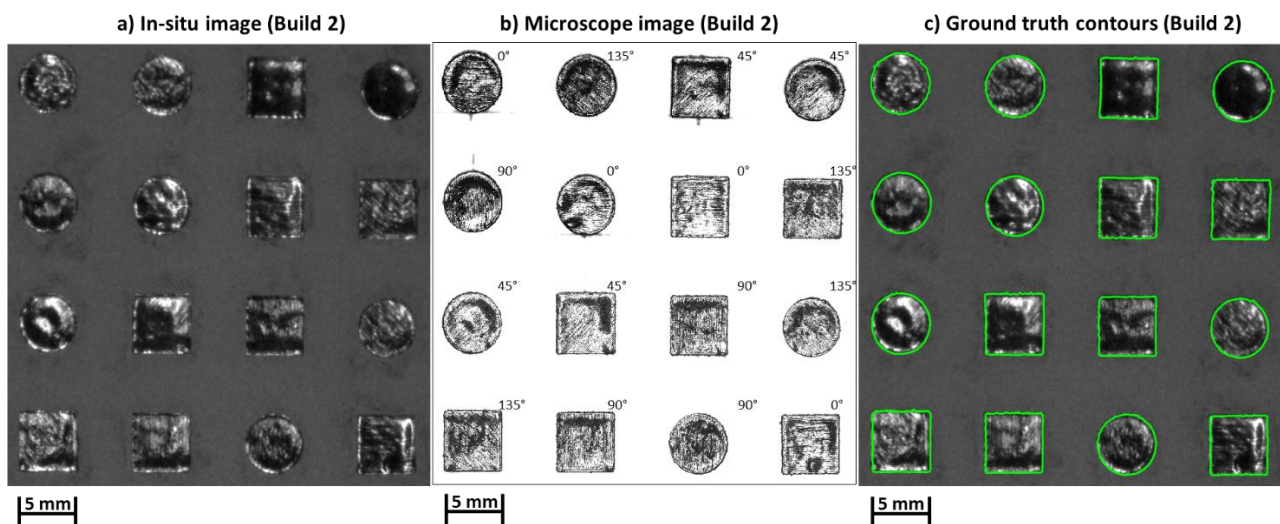 a) In-situ image (Build 2)
b) Microscope image (Build 2)
c) Ground truth contours (Build 2)
0° 135° 45° 45°
90° 0° 0° 135°
45° 45° 90° 135°
135° 90° 90° 0°
5 mm
5 mm
5 mm